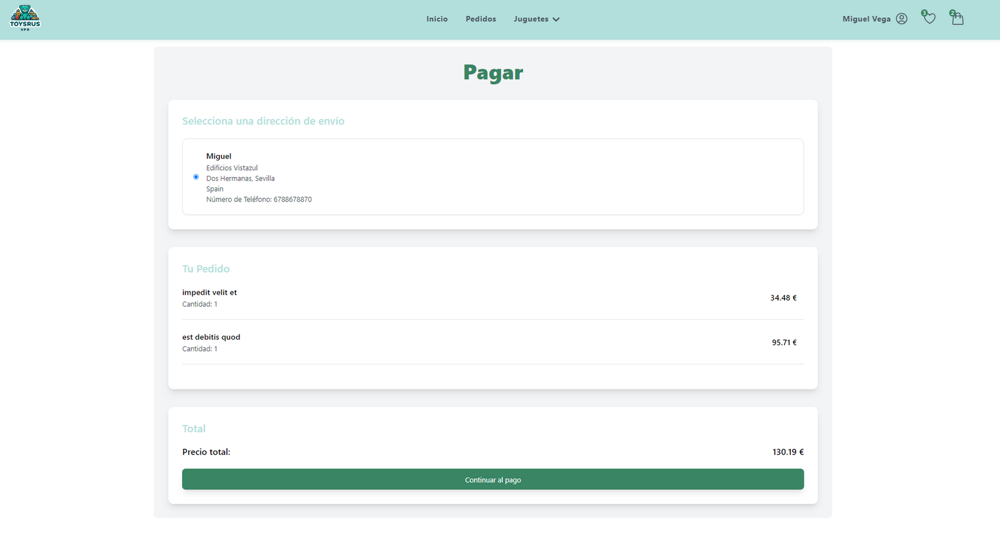 TOYSRUS
UPO
Inicio
Pedidos
Juguetes
Miguel Vega
3
2
Pagar
Selecciona una dirección de envío
Miguel
Edificios Vistazul
Dos Hermanas, Sevilla
Spain
Número de Teléfono: 6788678870
Tu Pedido
impedit velit et
Cantidad: 1
34.48 €
est debitis quod
Cantidad: 1
95.71 €
Total
Precio total:
130.19 €
Continuar al pago